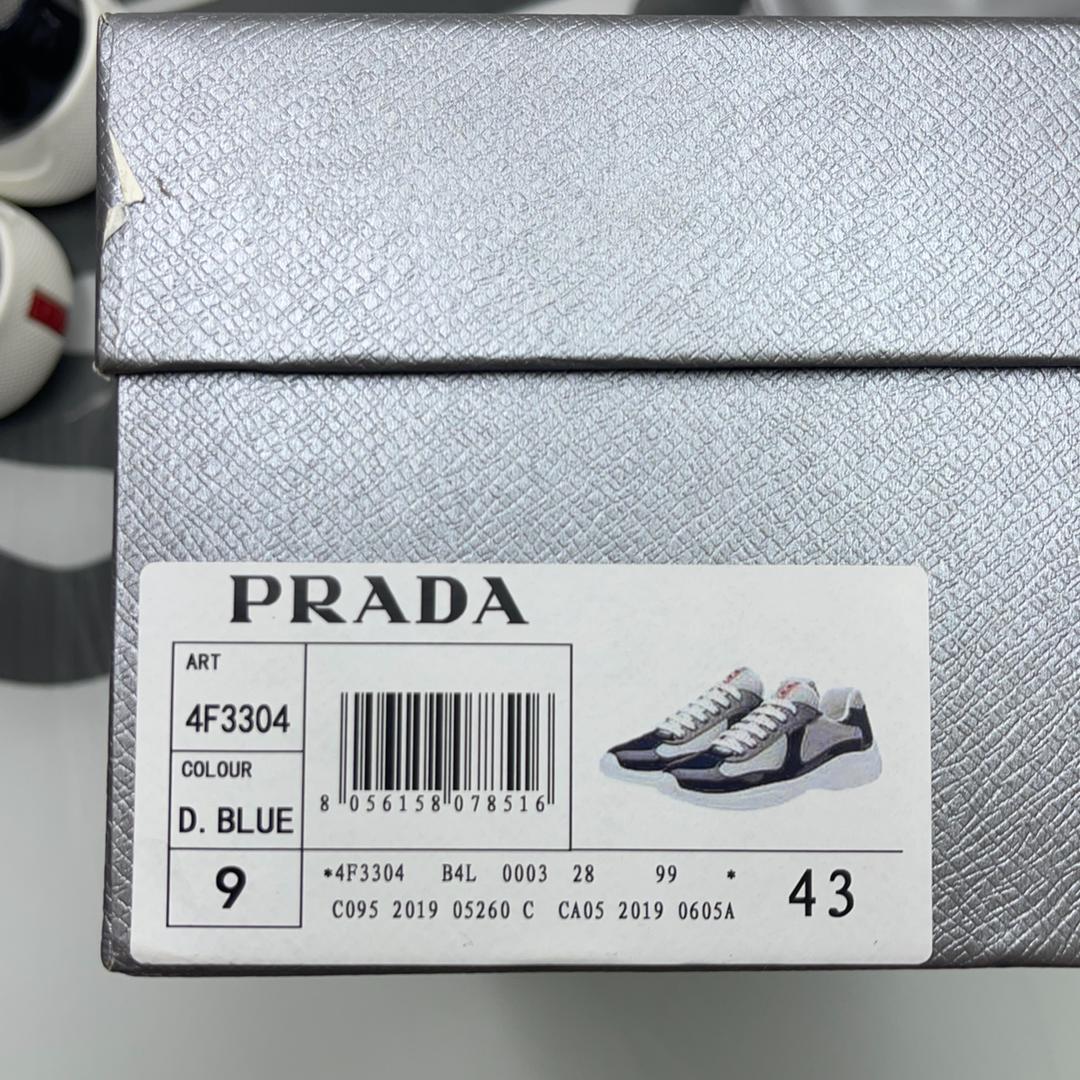 PRADA
ART
4F3304
COLOUR
D. BLUE
9
8 056158 078516
*4F3304 B4L 0003 28 99 *
C095 2019 05260 C CA05 2019 0605A
43